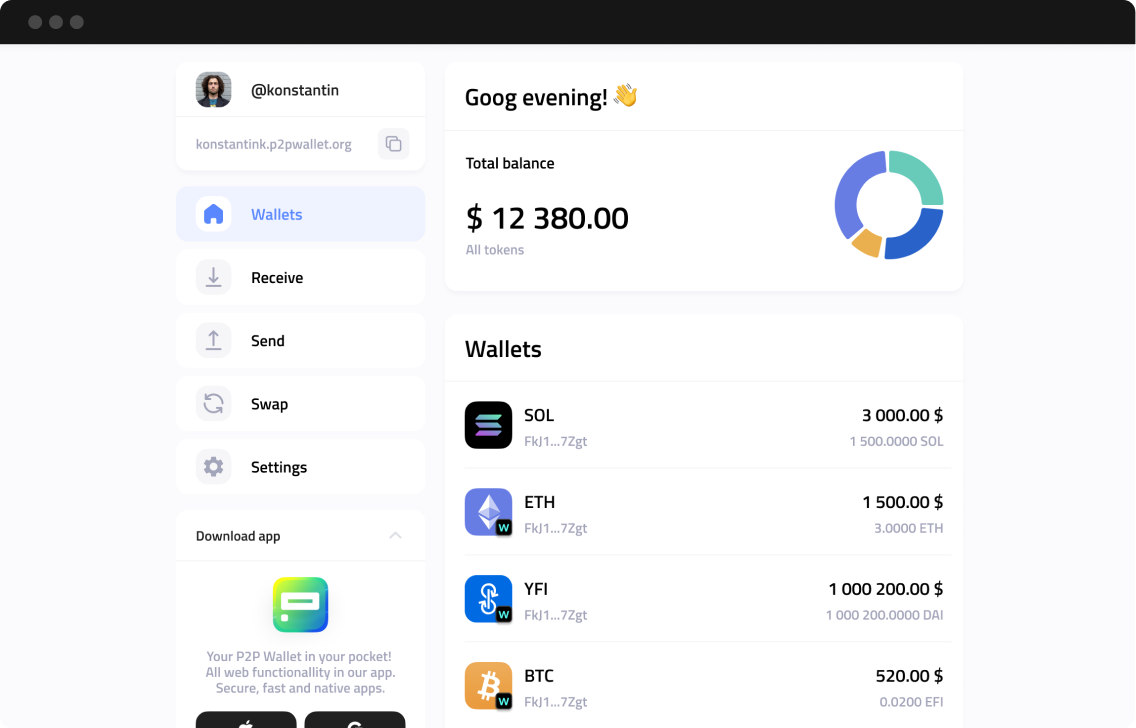 @konstantin
konstantink.p2pwallet.org
Wallets
Receive
Send
Swap
Settings
Download app
Your P2P Wallet in your pocket!
All web functionallity in our app.
Secure, fast and native apps.
Goog evening! 👋
Total balance
$ 12 380.00
All tokens
Wallets
SOL 3 000.00 $
FkJ1...7Zgt 1 500.0000 SOL
ETH 1 500.00 $
W
FkJ1...7Zgt 3.0000 ETH
YFI 1 000 200.00 $
W
FkJ1...7Zgt 1 000 200.0000 DAI
BTC 520.00 $
W
FkJ1...7Zgt 0.0200 EFI